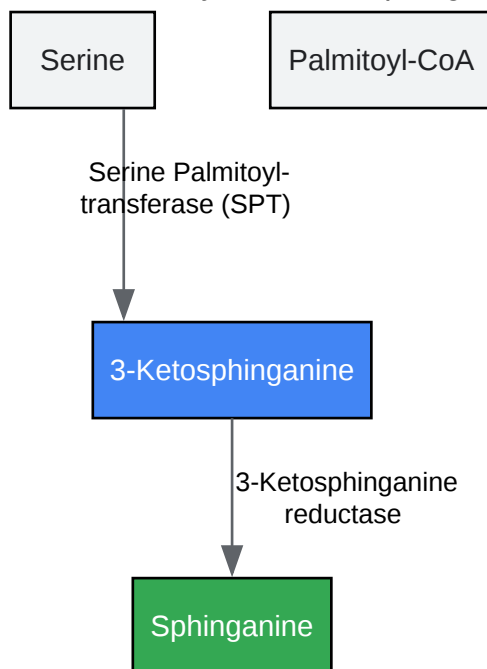 Serine
Palmitoyl-CoA
Serine Palmitoyl-
transferase (SPT)
3-Ketosphinganine
3-Ketosphinganine
reductase
Sphinganine